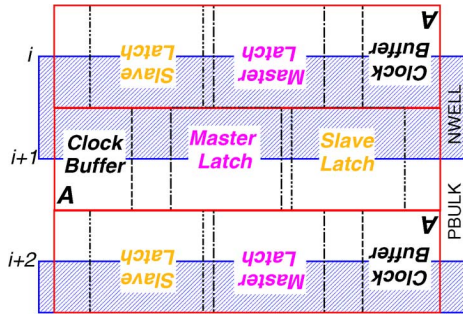 A
i
Slave
Latch
Master
Latch
Clock
Buffer
NWELL
i+1
Clock
Buffer
Master
Latch
Slave
Latch
A
PBULK
A
i+2
Slave
Latch
Master
Latch
Clock
Buffer